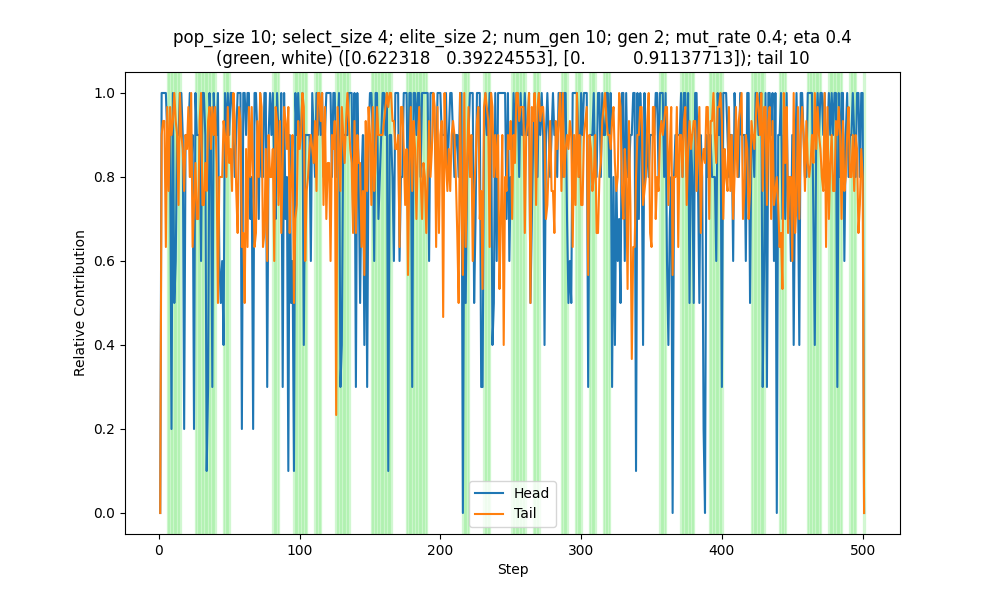 pop_size 10; select_size 4; elite_size 2; num_gen 10; gen 2; mut_rate 0.4; eta 0.4
(green, white) ([0.622318   0.39224553], [0.         0.91137713]); tail 10
Relative Contribution
1.0
0.8
0.6
0.4
0.2
0.0
Head
Tail
0 100 200 300 400 500
Step